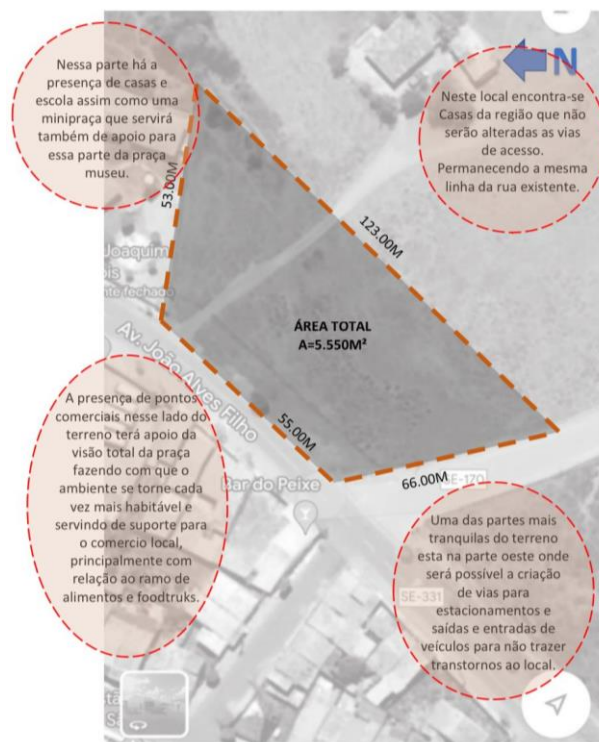 Nessa parte há a
presença de casas e
escola assim como uma
minipraça que servirá
também de apoio para
essa parte da praça
museu.
N
Neste local encontra-se
Casas da região que não
serão alteradas as vias
de acesso.
Permanecendo a mesma
linha da rua existente.
53.00M
123.00M
Joaquim
ÁREA TOTAL
A=5.550M²
Av. João Alves Filho
55.00M
66.00M
SE-170
Bar do Peixe
A presença de pontos
comerciais nesse lado do
terreno terá apoio da
visão total da praça
fazendo com que o
ambiente se torne cada
vez mais habitável e
servindo de suporte para
o comercio local,
principalmente com
relação ao ramo de
alimentos e foodtruks.
Uma das partes mais
tranquilas do terreno
esta na parte oeste onde
será possível a criação
de vias para
estacionamentos e
saídas e entradas de
veículos para não trazer
transtornos ao local.
SE-331